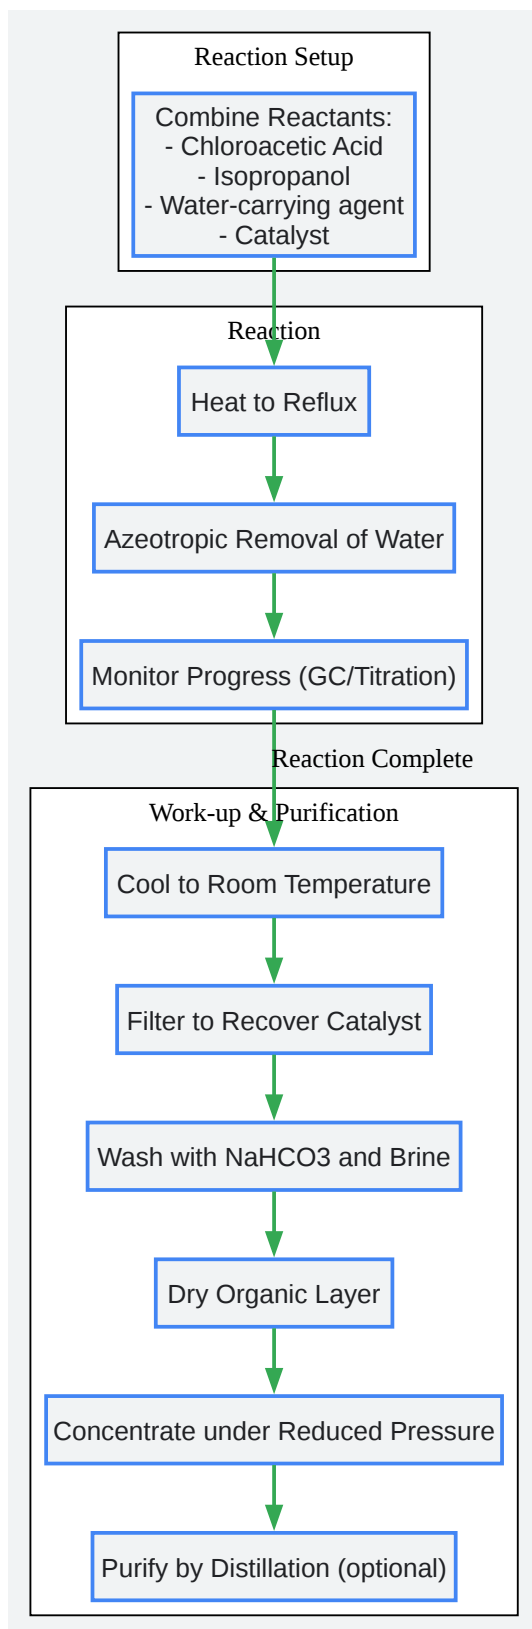 Reaction Setup
Combine Reactants:
- Chloroacetic Acid
- Isopropanol
- Water-carrying agent
- Catalyst
Reaction
Heat to Reflux
Azeotropic Removal of Water
Monitor Progress (GC/Titration)
Reaction Complete
Work-up & Purification
Cool to Room Temperature
Filter to Recover Catalyst
Wash with NaHCO3 and Brine
Dry Organic Layer
Concentrate under Reduced Pressure
Purify by Distillation (optional)